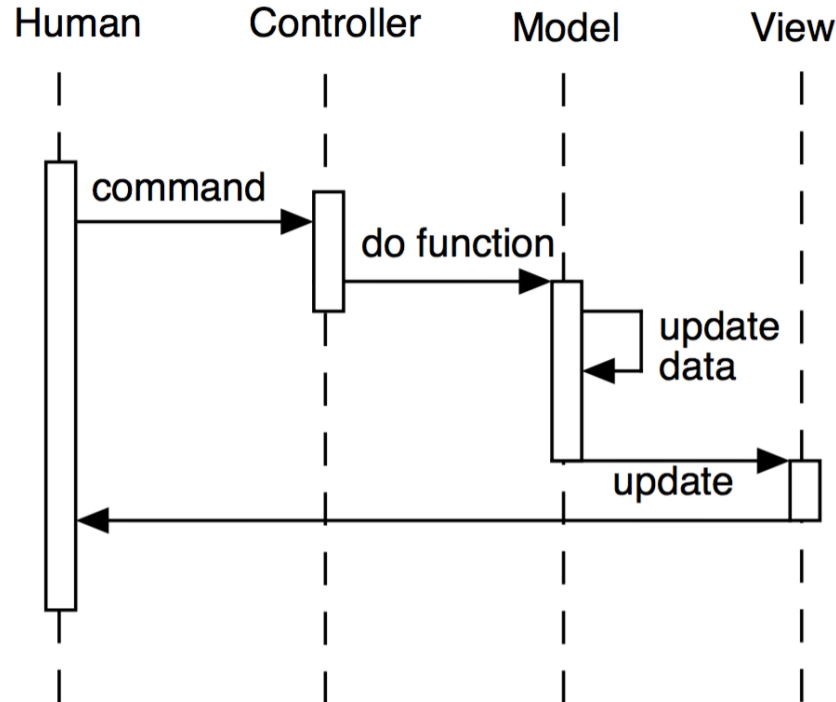 Human
Controller
Model
View
command
do function
update
data
update